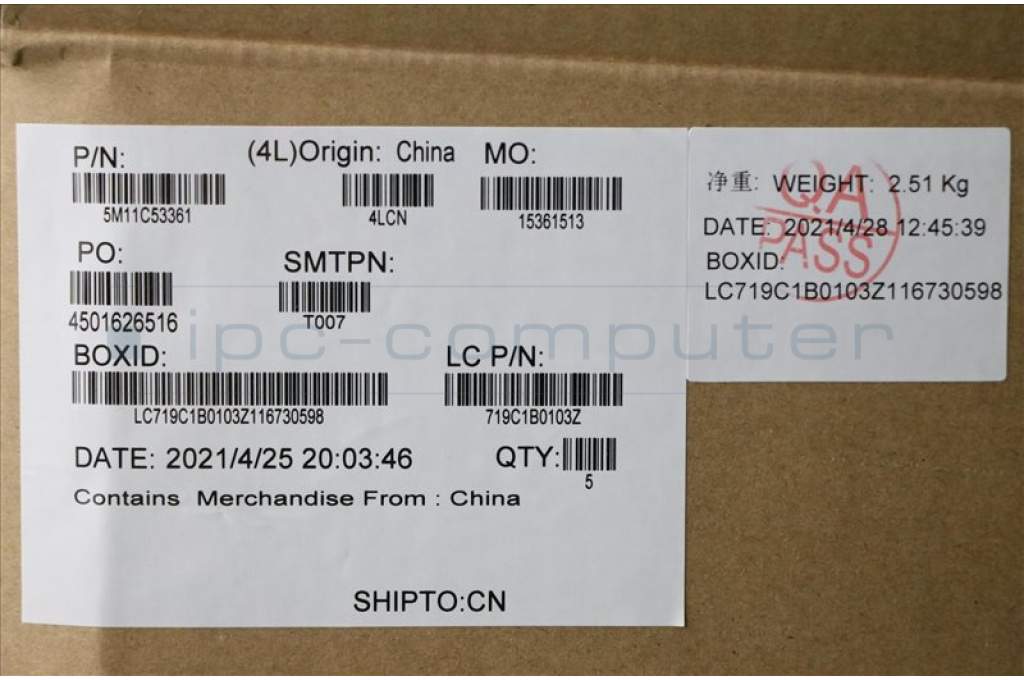 P/N: (4L)Origin: China MO:
5M11C53361 4LCN 15361513
PO: SMTPN:
4501626516 T007
BOXID: LC P/N:
LC719C1B0103Z116730598 719C1B0103Z
DATE: 2021/4/25 20:03:46 QTY:
5
Contains Merchandise From : China
SHIPTO:CN
净重: WEIGHT: 2.51 Kg
DATE: 2021/4/28 12:45:39
BOXID:
LC719C1B0103Z116730598
QA
PASS
ipc-computer